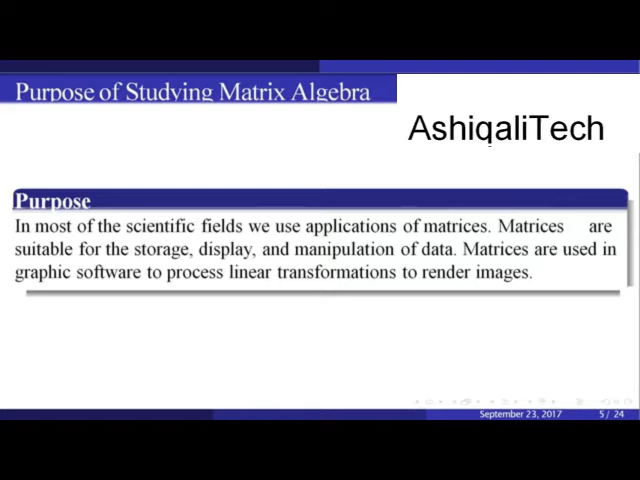 Purpose of Studying Matrix Algebra
AshiqaliTech
Purpose
In most of the scientific fields we use applications of matrices. Matrices are
suitable for the storage, display, and manipulation of data. Matrices are used in
graphic software to process linear transformations to render images.
September 23, 2017 5 / 24